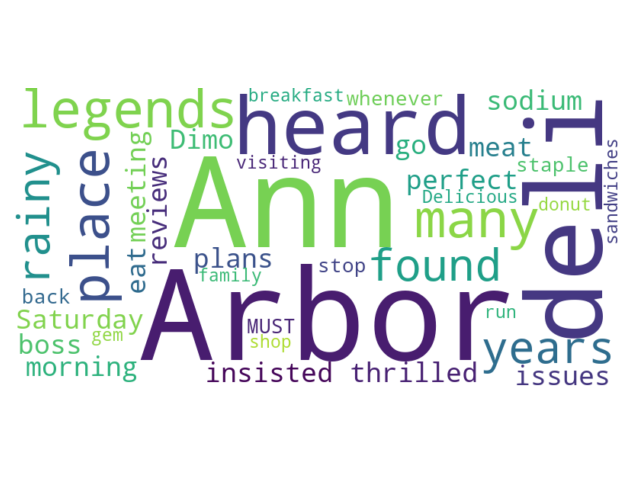 breakfast whenever
legends heard sodium
Dimo go meat
rainy place meeting reviews visiting staple
Ann perfect Delicious donut sandwiches
many deli
eat plans stop found
back family
Saturday Arbor MUST run
boss gem shop years
morning insisted thrilled issues